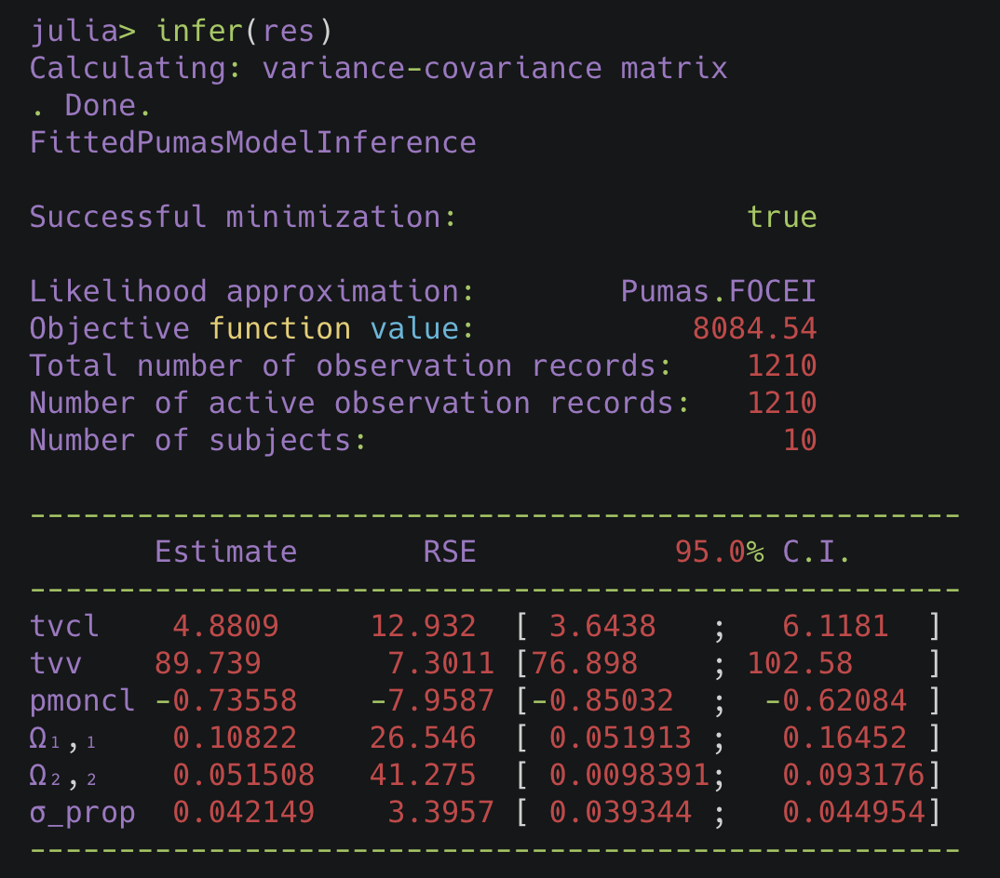 julia> infer(res)
Calculating: variance-covariance matrix
. Done.
FittedPumasModelInference
Successful minimization: true
Likelihood approximation: Pumas.FOCEI
Objective function value: 8084.54
Total number of observation records: 1210
Number of active observation records: 1210
Number of subjects: 10
----------------------------------------------------
Estimate RSE 95.0% C.I.
----------------------------------------------------
tvcl 4.8809 12.932 [ 3.6438 ; 6.1181 ]
tvv 89.739 7.3011 [76.898 ; 102.58 ]
pmoncl -0.73558 -7.9587 [-0.85032 ; -0.62084 ]
Ω₁,₁ 0.10822 26.546 [ 0.051913 ; 0.16452 ]
Ω₂,₂ 0.051508 41.275 [ 0.0098391; 0.093176]
σ_prop 0.042149 3.3957 [ 0.039344 ; 0.044954]
----------------------------------------------------